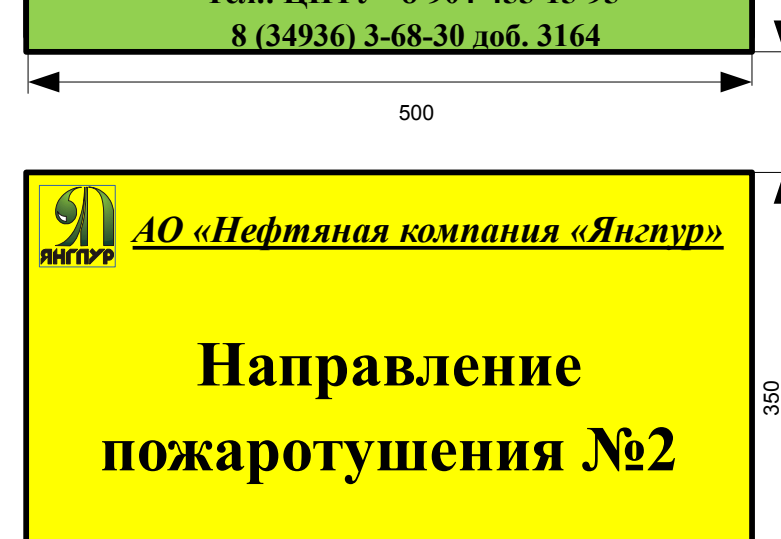 8 (34936) 3-68-30 доб. 3164
500
ЯНГПУР
АО «Нефтяная компания «Янгпур»
Направление
пожаротушения №2
350